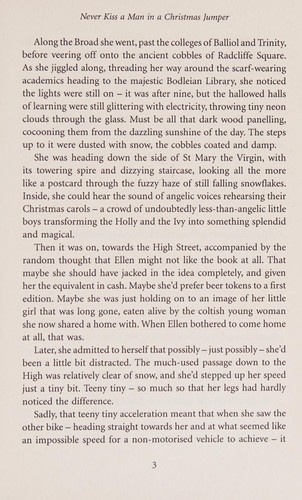 Never Kiss a Man in a Christmas Jumper
Along the Broad she went, past the colleges of Balliol and Trinity,
before veering off onto the ancient cobbles of Radcliffe Square.
As she jiggled along, threading her way around the scarf-wearing
academics heading to the majestic Bodleian Library, she noticed
the lights were still on – it was after nine, but the hallowed halls
of learning were still glittering with electricity, throwing tiny neon
clouds through the glass. Must be all that dark wood panelling,
cocooning them from the dazzling sunshine of the day. The steps
up to it were dusted with snow, the cobbles coated and damp.
She was heading down the side of St Mary the Virgin, with
its towering spire and dizzying staircase, looking all the more
like a postcard through the fuzzy haze of still falling snowflakes.
Inside, she could hear the sound of angelic voices rehearsing their
Christmas carols – a crowd of undoubtedly less-than-angelic little
boys transforming the Holly and the Ivy into something splendid
and magical.
Then it was on, towards the High Street, accompanied by the
random thought that Ellen might not like the book at all. That
maybe she should have jacked in the idea completely, and given
her the equivalent in cash. Maybe she'd prefer beer tokens to a first
edition. Maybe she was just holding on to an image of her little
girl that was long gone, eaten alive by the coltish young woman
she now shared a home with. When Ellen bothered to come home
at all, that was.
Later, she admitted to herself that possibly – just possibly – she'd
been a little bit distracted. The much-used passage down to the
High was relatively clear of snow, and she'd stepped up her speed
just a tiny bit. Teeny tiny – so much so that her legs had hardly
noticed the difference.
Sadly, that teeny tiny acceleration meant that when she saw the
other bike – heading straight towards her and at what seemed like
an impossible speed for a non-motorised vehicle to achieve – it
3